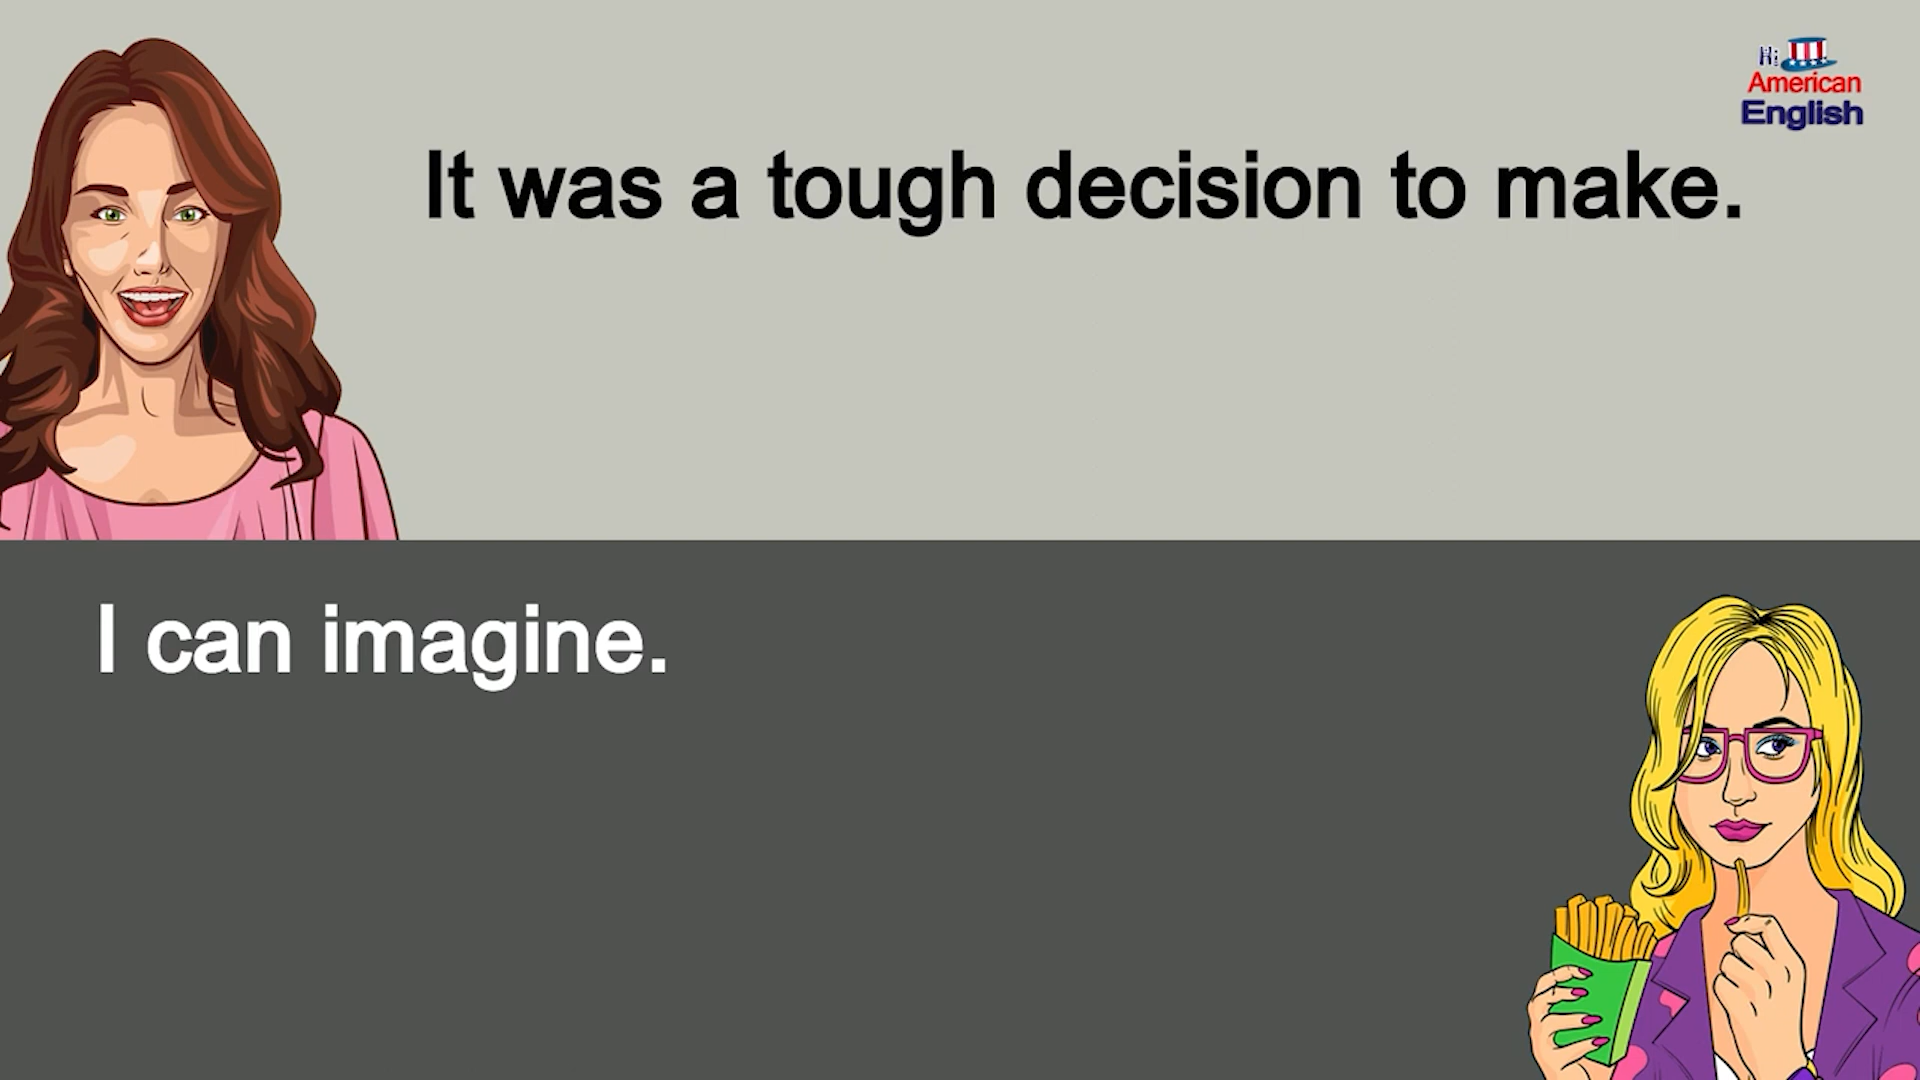 Hi
American
English
It was a tough decision to make.
I can imagine.